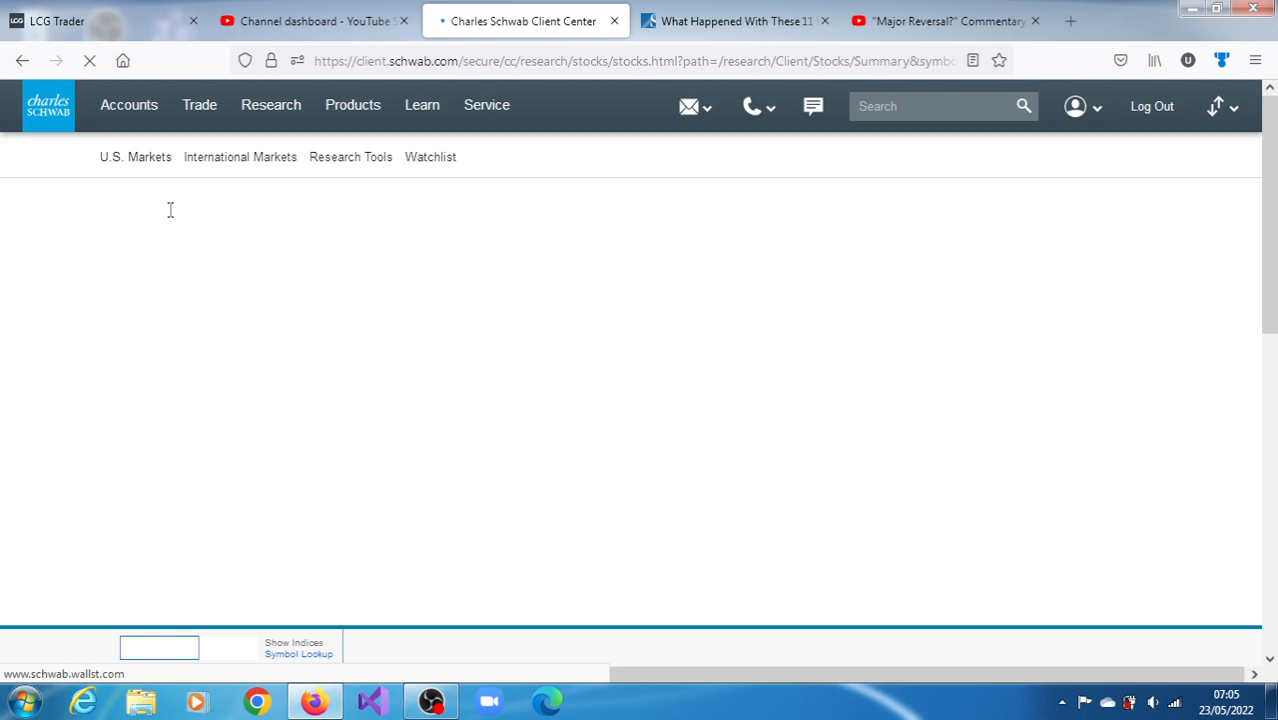 LCG Trader
Channel dashboard - YouTube S
Charles Schwab Client Center
What Happened With These 11
"Major Reversal?" Commentary
https://client.schwab.com/secure/cc/research/stocks/stocks.html?path=/research/Client/Stocks/Summary&symbo
charles SCHWAB
Accounts Trade Research Products Learn Service Search Log Out
U.S. Markets International Markets Research Tools Watchlist
Show Indices
Symbol Lookup
www.schwab.wallst.com
07:05
23/05/2022